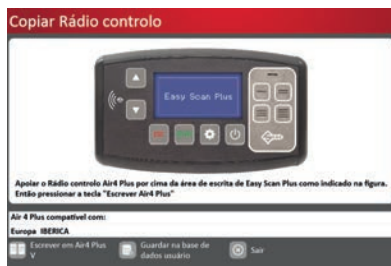 Copiar Rádio controlo
Easy Scan Plus
ESC
Apoiar o Rádio controlo Air4 Plus por cima da área de escrita de Easy Scan Plus como indicado na figura.
Então pressionar a tecla "Escrever Air4 Plus"
Air 4 Plus compatível com:
Europa IBERICA
Escrever em Air4 Plus
V
Guardar na base de
dados usuário
Sair